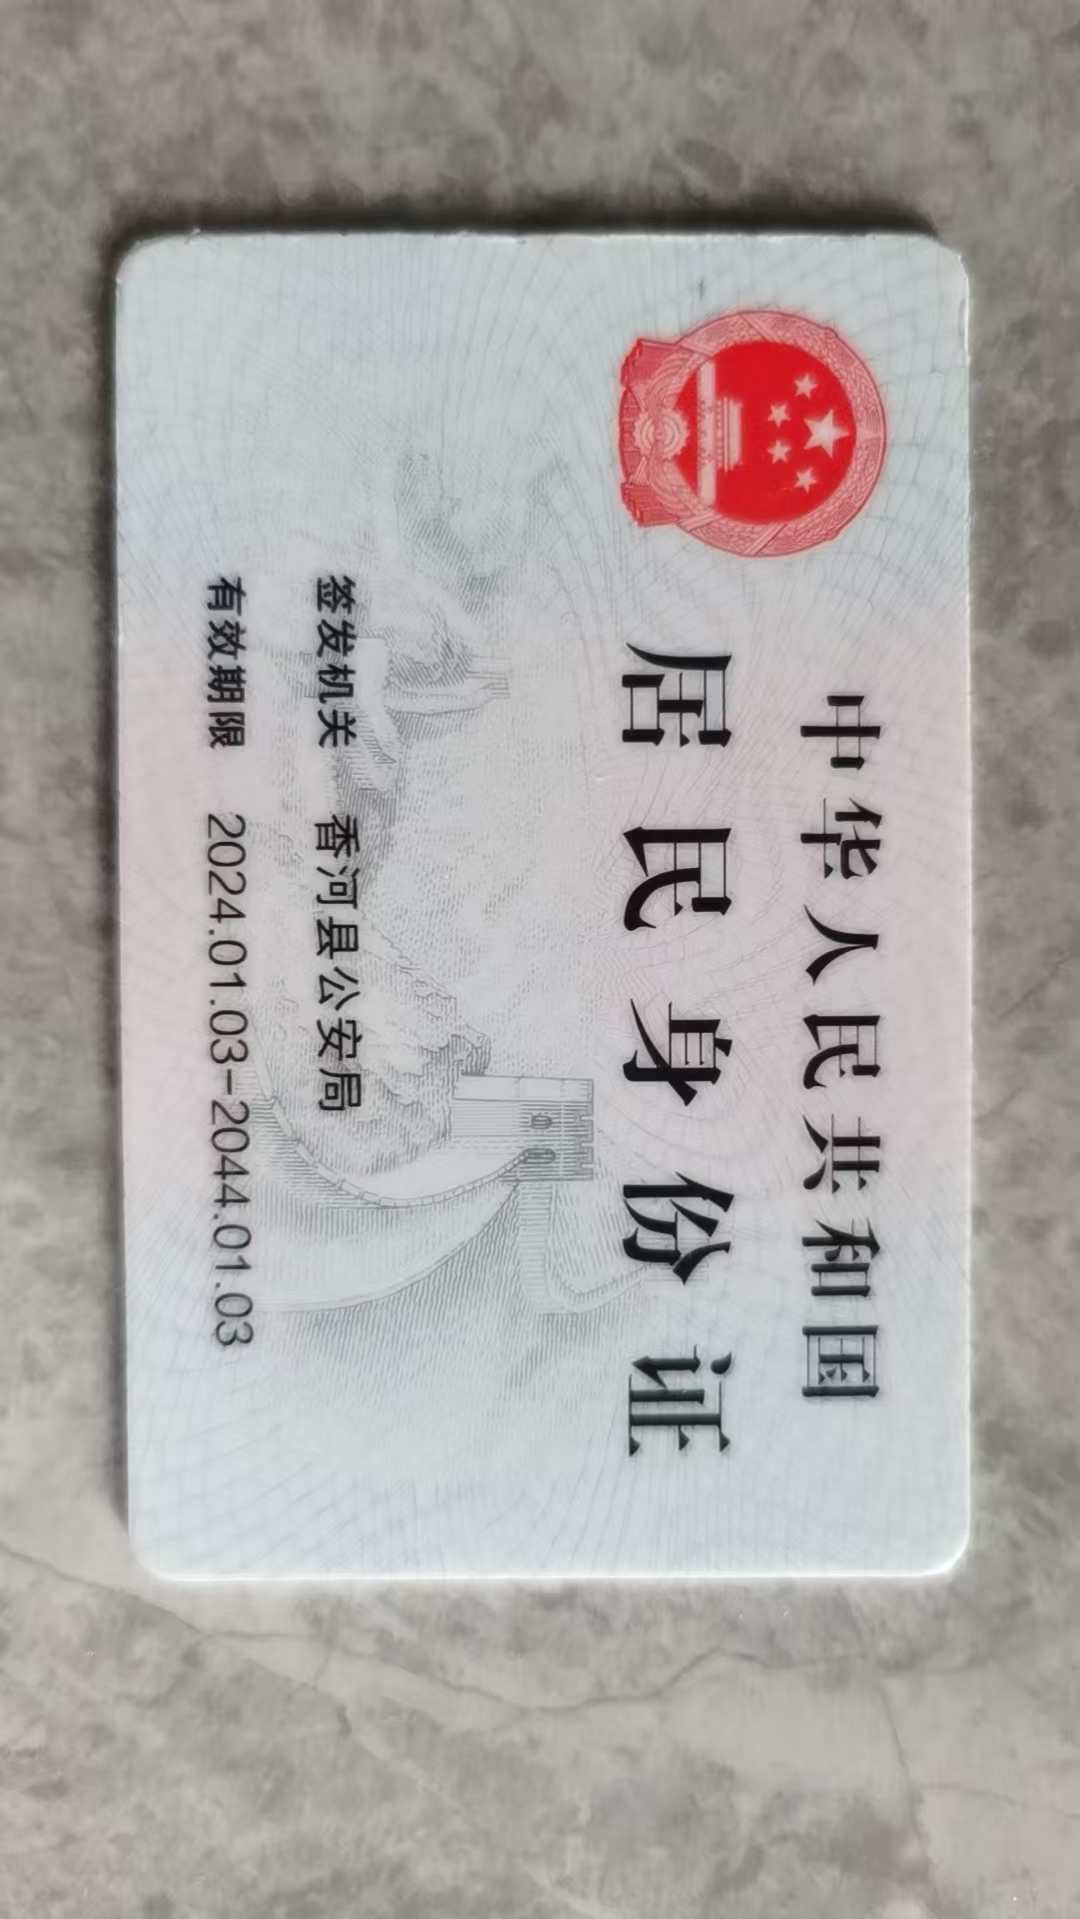 中华人民共和国
居民身份证
签发机关 香河县公安局
有效期限 2024.01.03-2044.01.03